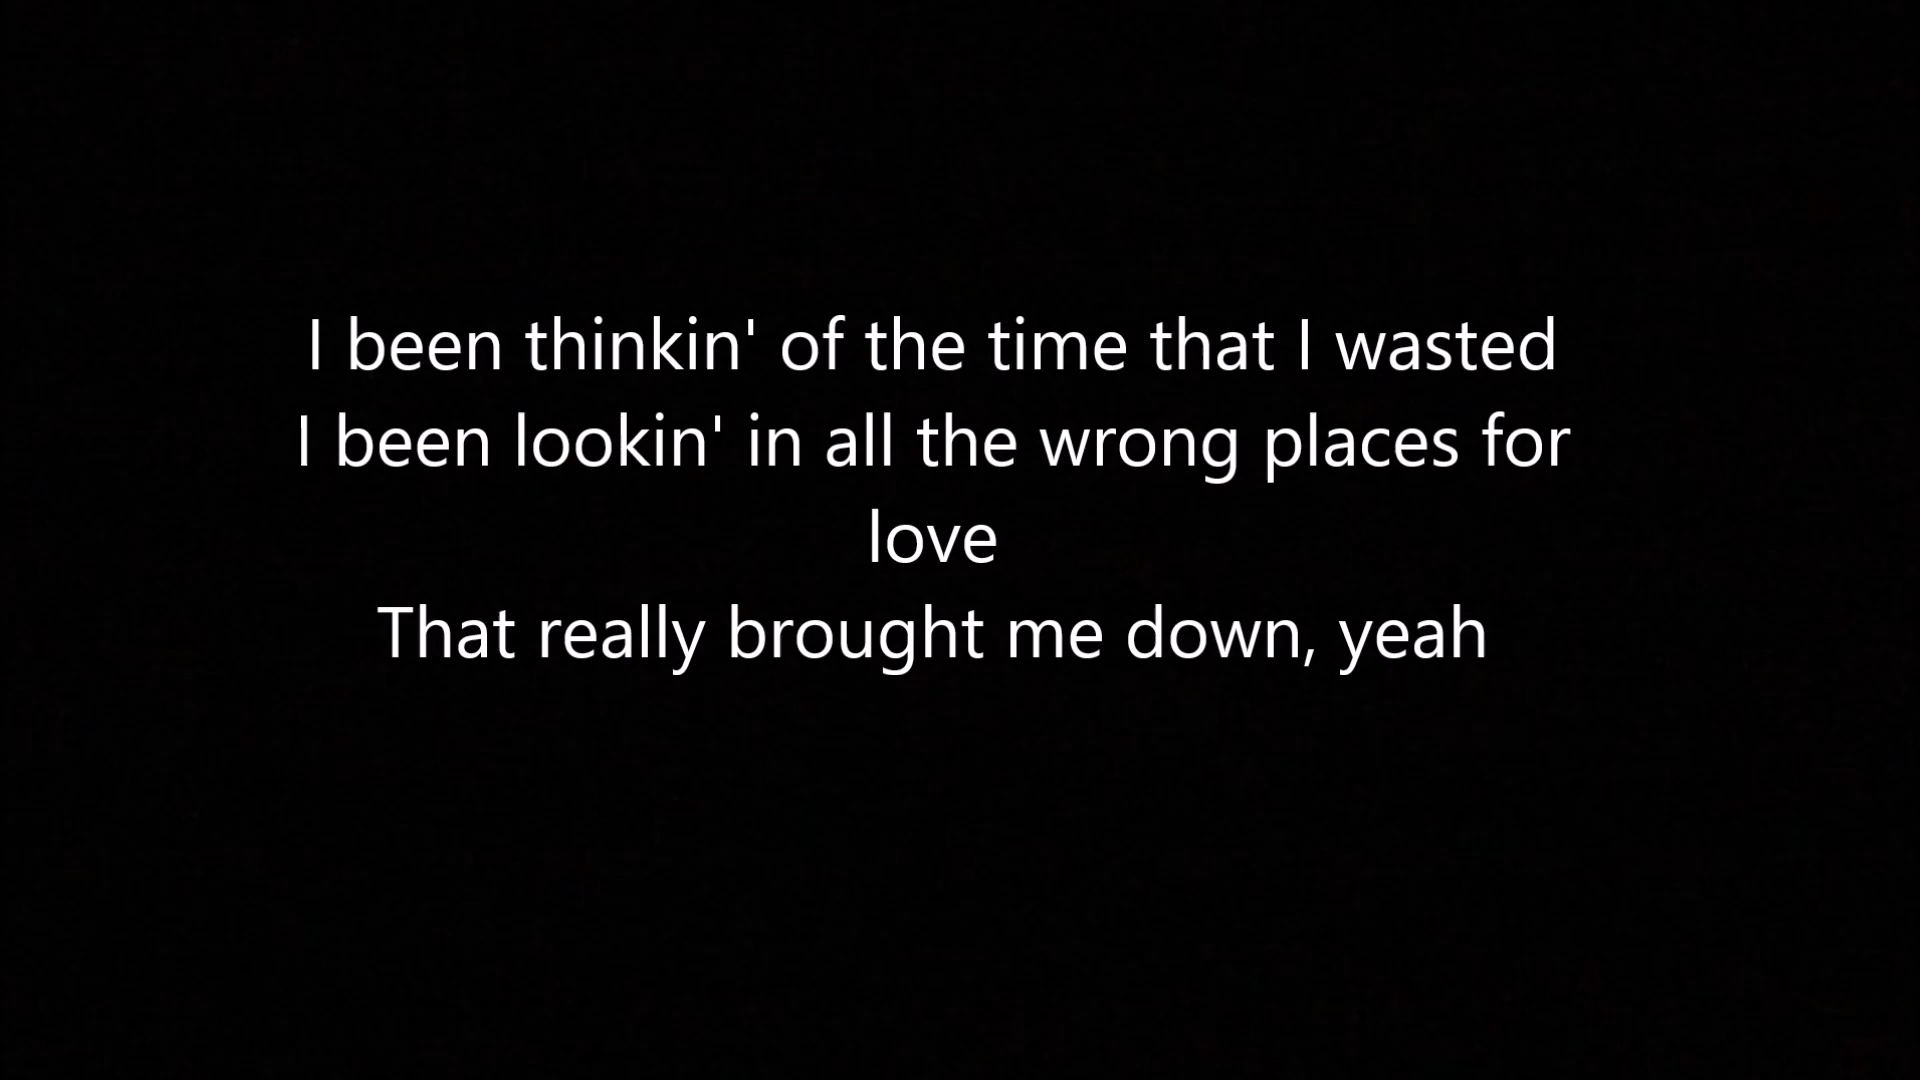 I been thinkin' of the time that I wasted
I been lookin' in all the wrong places for
love
That really brought me down, yeah